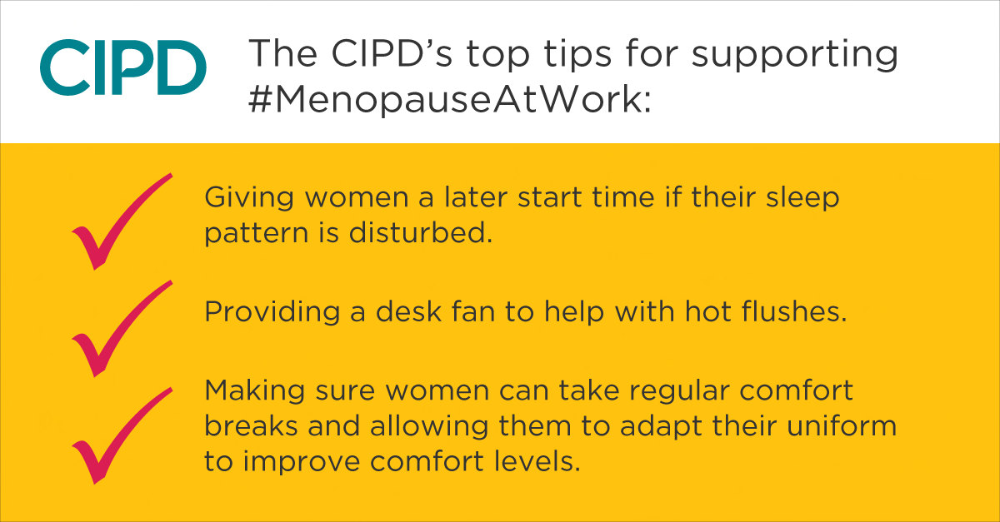 CIPD
The CIPD’s top tips for supporting
#MenopauseAtWork:
Giving women a later start time if their sleep
pattern is disturbed.
Providing a desk fan to help with hot flushes.
Making sure women can take regular comfort
breaks and allowing them to adapt their uniform
to improve comfort levels.